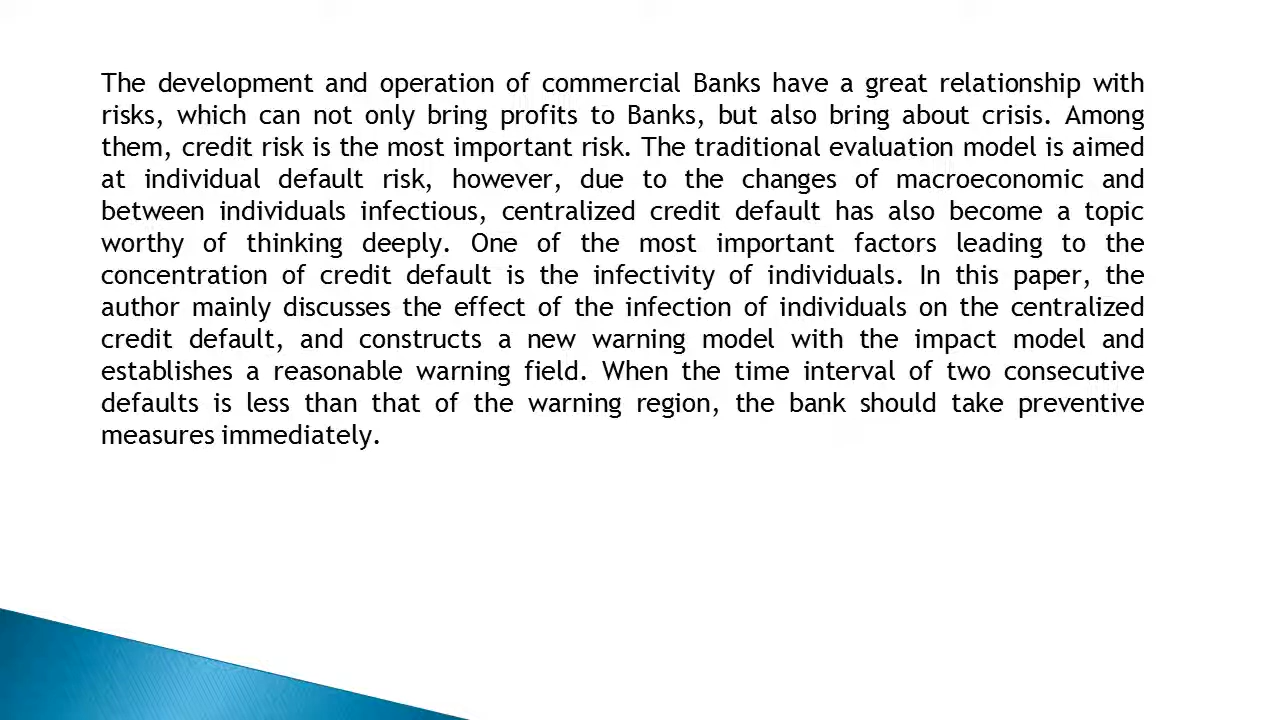 The development and operation of commercial Banks have a great relationship with
risks, which can not only bring profits to Banks, but also bring about crisis. Among
them, credit risk is the most important risk. The traditional evaluation model is aimed
at individual default risk, however, due to the changes of macroeconomic and
between individuals infectious, centralized credit default has also become a topic
worthy of thinking deeply. One of the most important factors leading to the
concentration of credit default is the infectivity of individuals. In this paper, the
author mainly discusses the effect of the infection of individuals on the centralized
credit default, and constructs a new warning model with the impact model and
establishes a reasonable warning field. When the time interval of two consecutive
defaults is less than that of the warning region, the bank should take preventive
measures immediately.